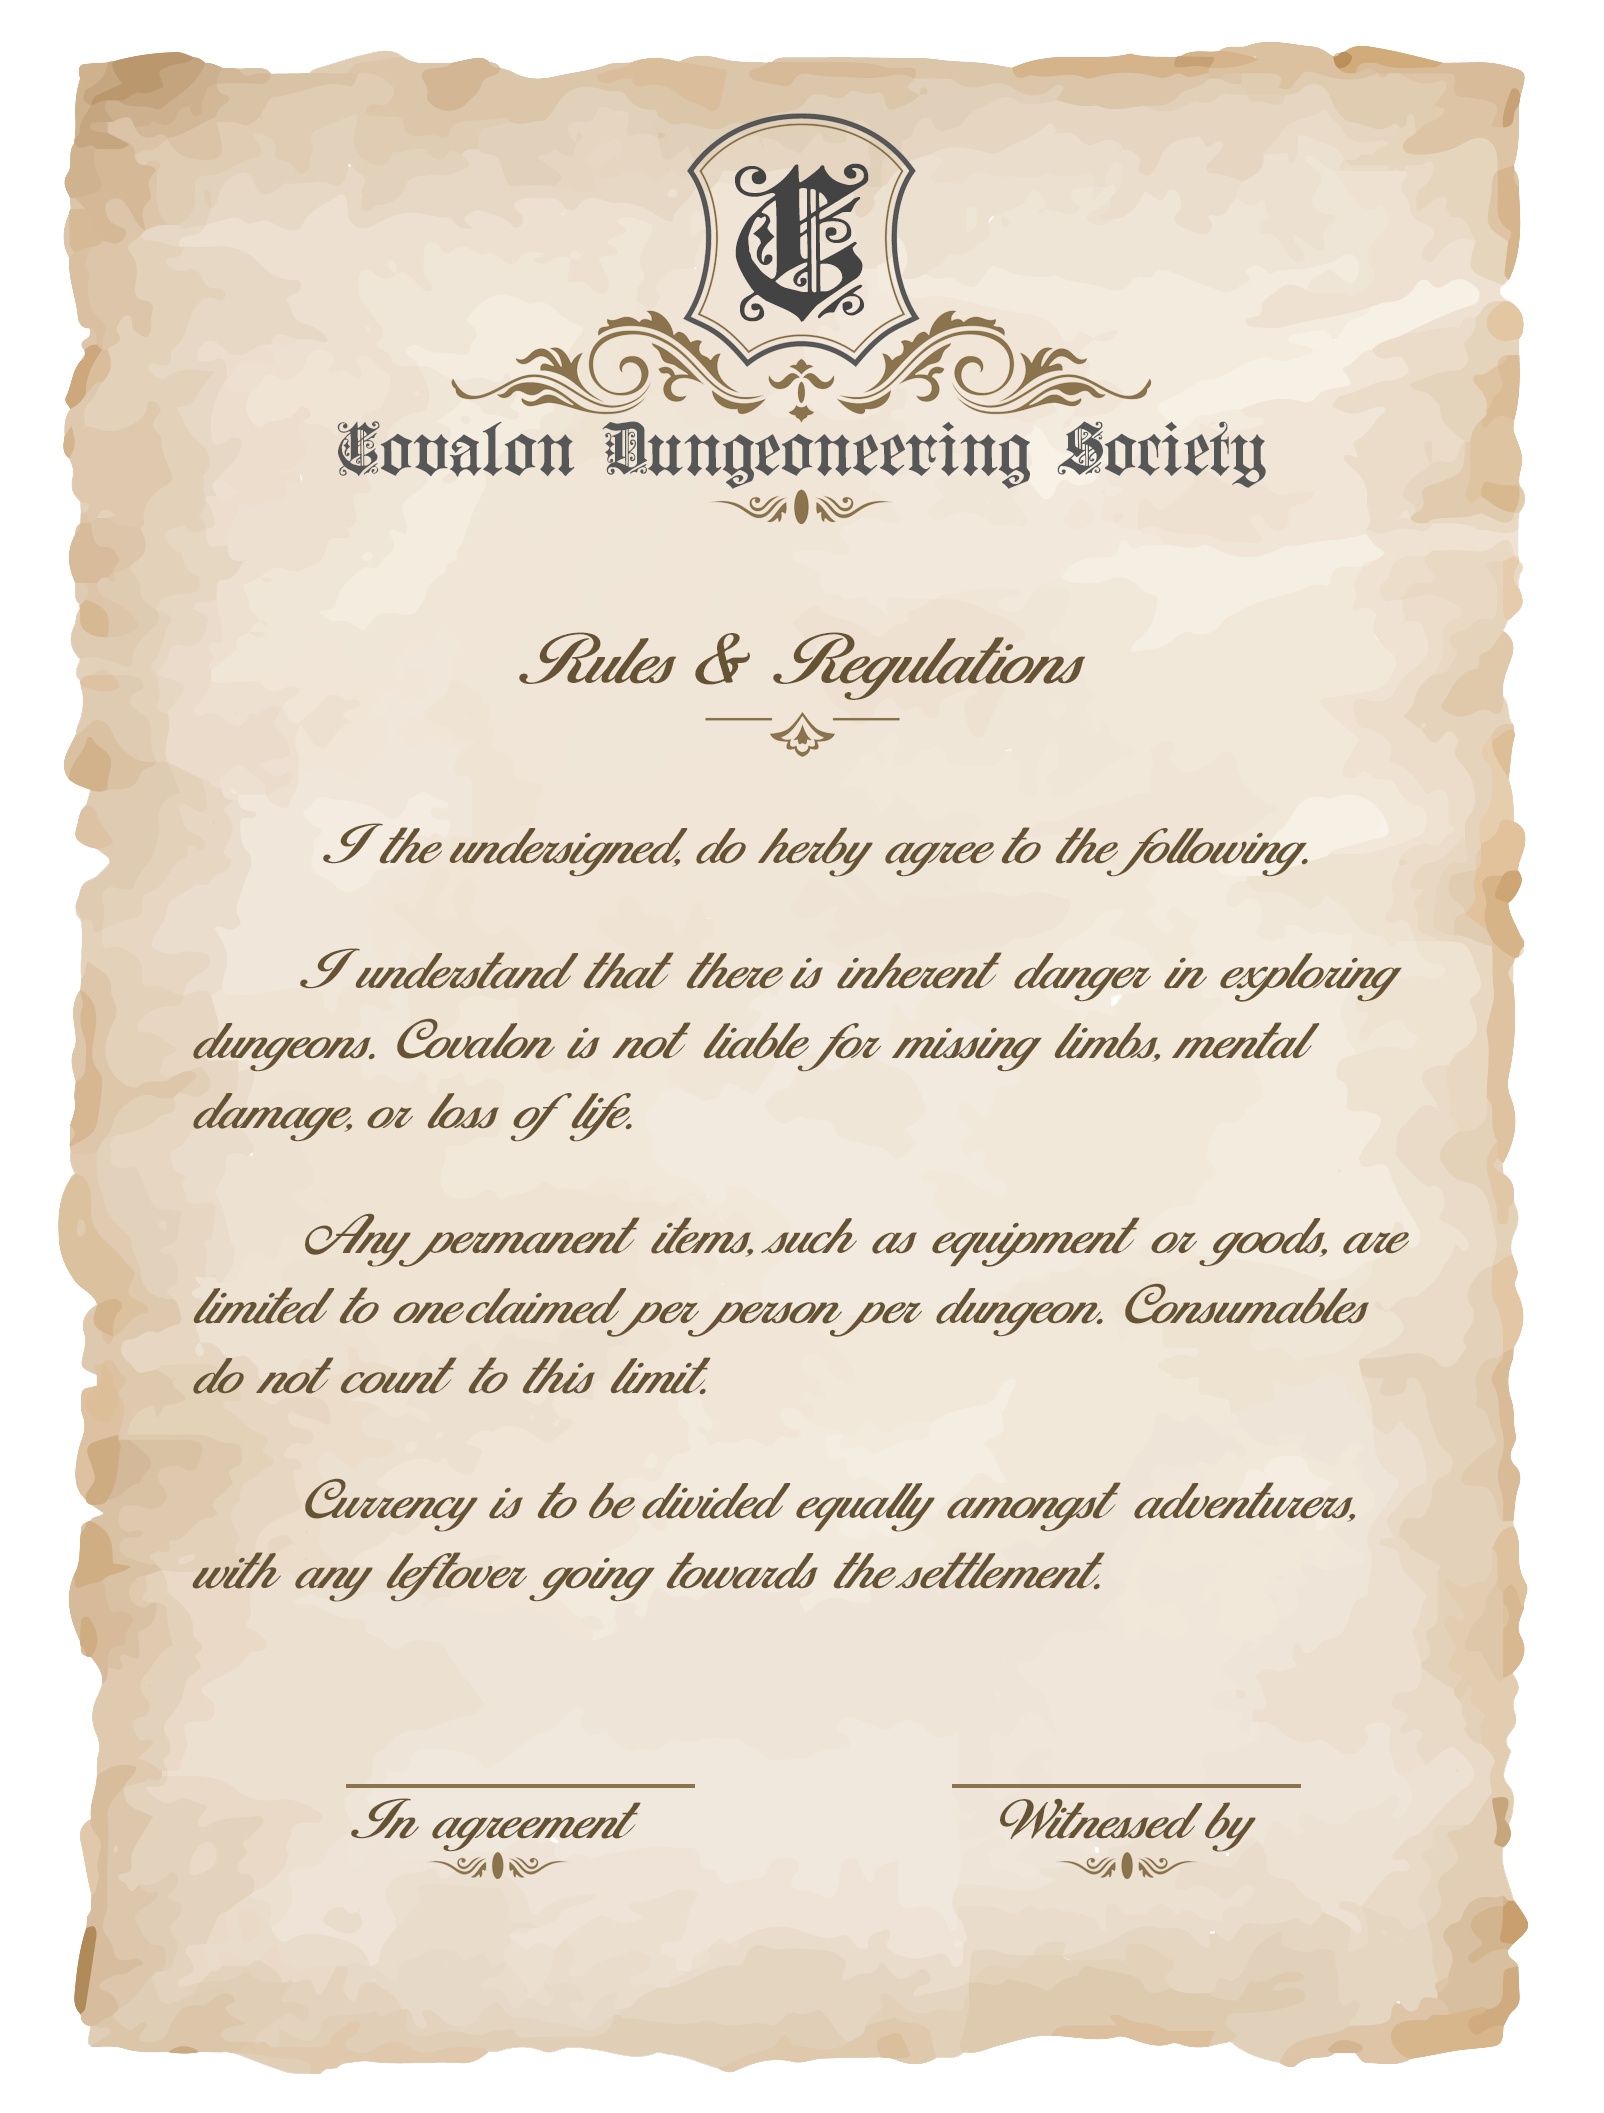 C
Covalon Dungeoneering Society
Rules & Regulations
I the undersigned, do herby agree to the following.
I understand that there is inherent danger in exploring
dungeons. Covalon is not liable for missing limbs, mental
damage, or loss of life.
Any permanent items, such as equipment or goods, are
limited to one claimed per person per dungeon. Consumables
do not count to this limit.
Currency is to be divided equally amongst adventurers,
with any leftover going towards the settlement.
In agreement
Witnessed by